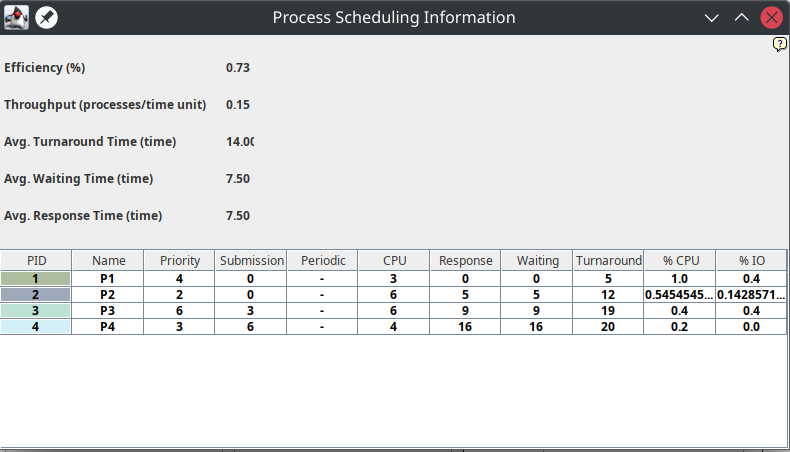 Process Scheduling Information
?
Efficiency (%) 0.73
Throughput (processes/time unit) 0.15
Avg. Turnaround Time (time) 14.00
Avg. Waiting Time (time) 7.50
Avg. Response Time (time) 7.50
PID Name Priority Submission Periodic CPU Response Waiting Turnaround % CPU % IO
1 P1 4 0 - 3 0 0 5 1.0 0.4
2 P2 2 0 - 6 5 5 12 0.5454545... 0.1428571...
3 P3 6 3 - 6 9 9 19 0.4 0.4
4 P4 3 6 - 4 16 16 20 0.2 0.0